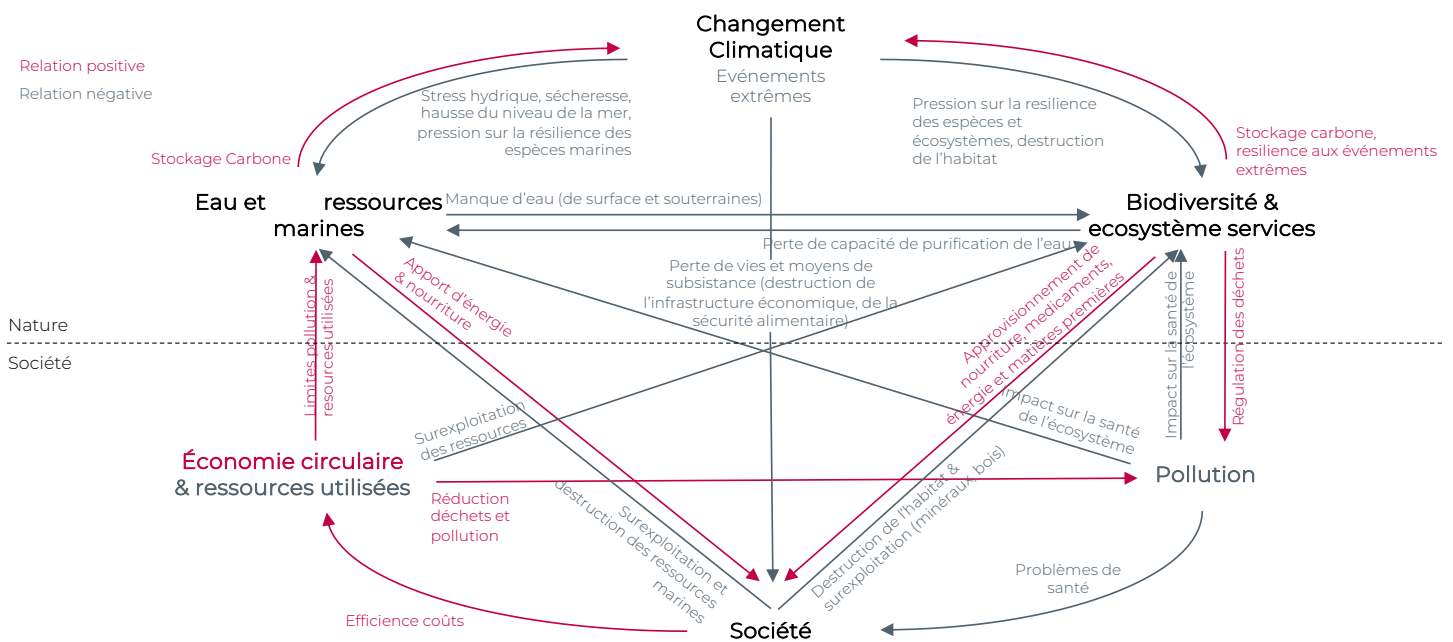 Changement
Climatique
Evénements
extrêmes
Relation positive
Relation négative
Stress hydrique, sécheresse,
hausse du niveau de la mer,
pression sur la résilience des
espèces marines
Pression sur la resilience
des espèces et
écosystèmes, destruction
de l'habitat
Stockage Carbone
Stockage carbone,
resilience aux événements
extrêmes
Eau et ressources
marines
Manque d'eau (de surface et souterraines)
Biodiversité &
ecosystème services
Perte de capacité de purification de l'eau
Perte de vies et moyens de
subsistance (destruction de
l'infrastructure économique, de la
sécurité alimentaire)
Apport d'énergie
& nourriture
Limites pollution &
resources utilisées
Approvisionnement de
nourriture, medicaments,
énergie et matières premières
Impact sur la santé de
l'écosystème
Régulation des déchets
Nature
Société
Surexploitation
des ressources
Impact sur la santé
de l'écosystème
Économie circulaire
& ressources utilisées
Pollution
Réduction
déchets et
pollution
Surexploitation et
destruction des ressources
marines
Destruction de l'habitat &
surexploitation (minéraux, bois)
Problèmes de
santé
Efficience coûts
Société